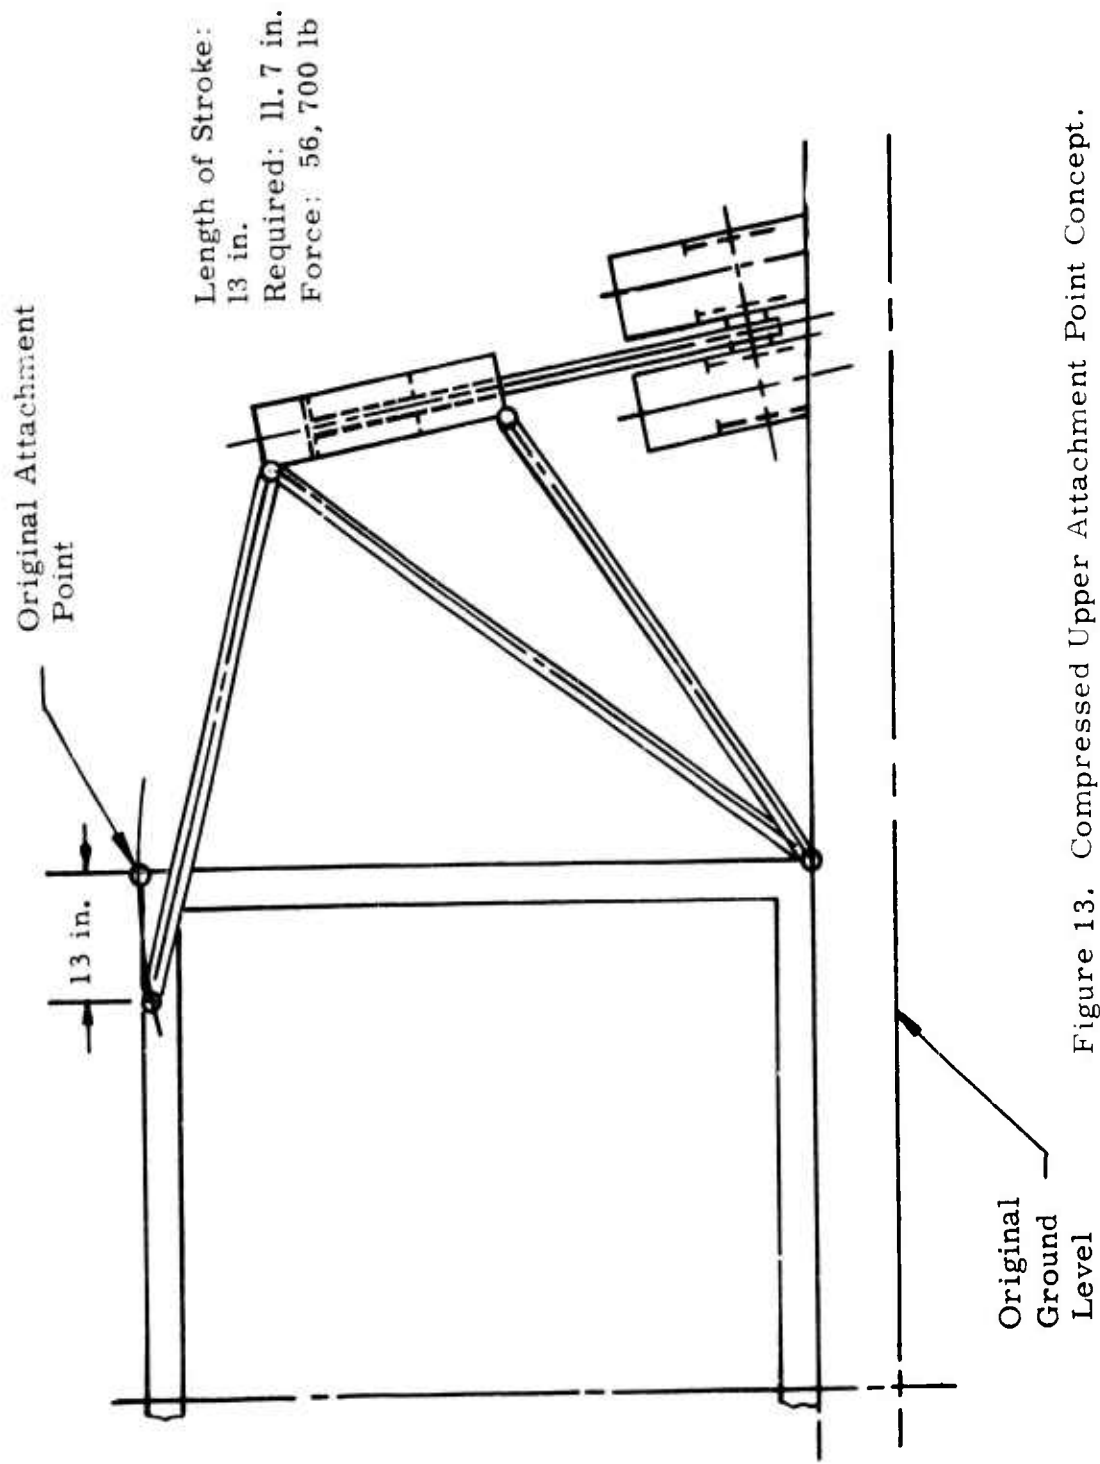 Original Attachment
Point
Length of Stroke:
13 in.
Required: 11.7 in.
Force: 56,700 lb
13 in.
Original
Ground
Level
Figure 13. Compressed Upper Attachment Point Concept.